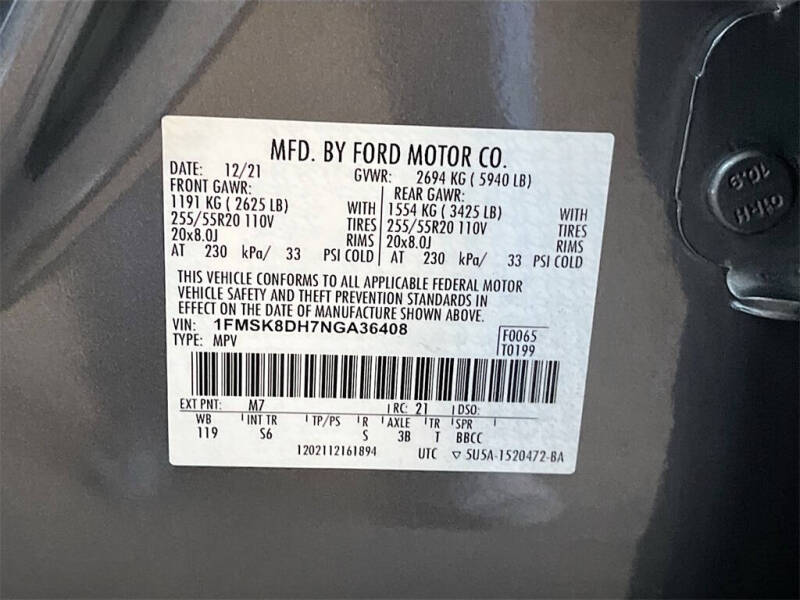 MFD. BY FORD MOTOR CO.
DATE: 12/21 GVWR: 2694 KG ( 5940 LB)
FRONT GAWR: REAR GAWR:
1191 KG ( 2625 LB) WITH 1554 KG ( 3425 LB) WITH
255/55R20 110V TIRES 255/55R20 110V TIRES
20x8.0J RIMS 20x8.0J RIMS
AT 230 kPa/ 33 PSI COLD AT 230 kPa/ 33 PSI COLD
THIS VEHICLE CONFORMS TO ALL APPLICABLE FEDERAL MOTOR
VEHICLE SAFETY AND THEFT PREVENTION STANDARDS IN
EFFECT ON THE DATE OF MANUFACTURE SHOWN ABOVE.
VIN: 1FMSK8DH7NGA36408 F0065
TYPE: MPV T0199
EXT PNT: M7 RC: 21 DSO:
WB INT TR TP/PS R AXLE TR SPR
119 S6 S 3B T BBCC
1202112161894 UTC ▽ 5U5A-1520472-BA
10.9